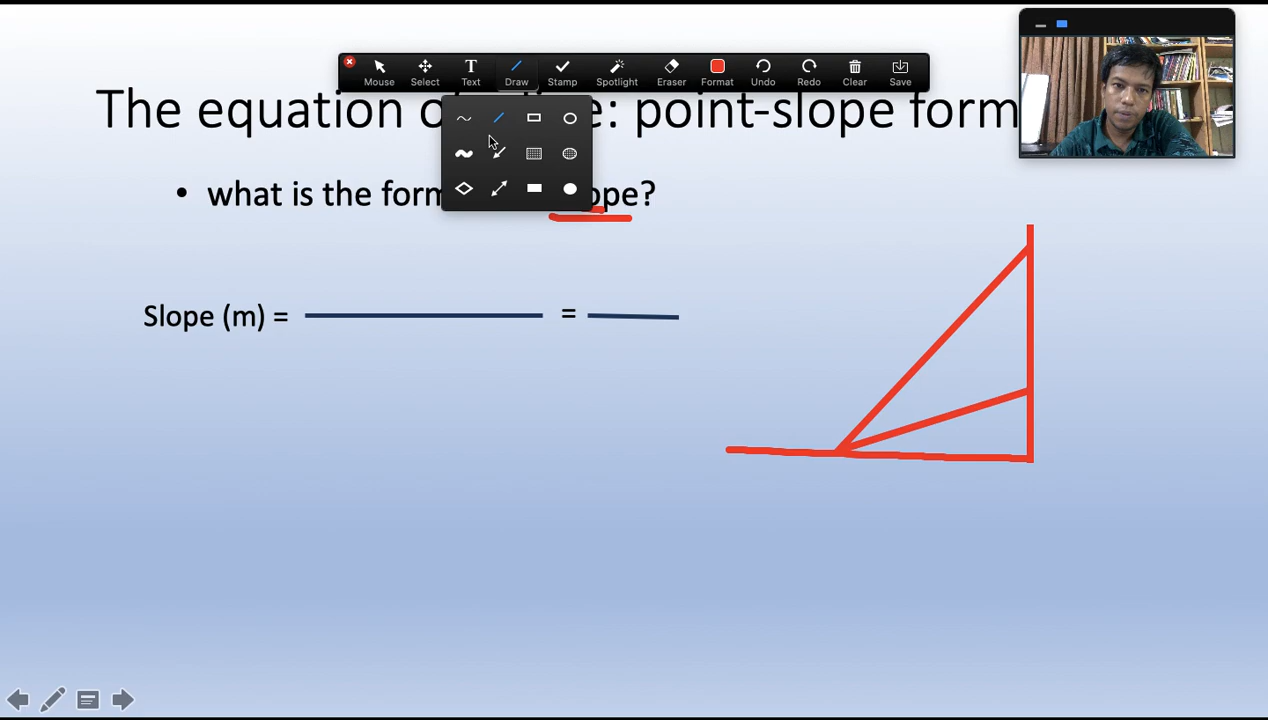 Mouse Select Text Draw Stamp Spotlight Eraser Format Undo Redo Clear Save
The equation : point-slope form
• what is the form ope?
Slope (m) = =